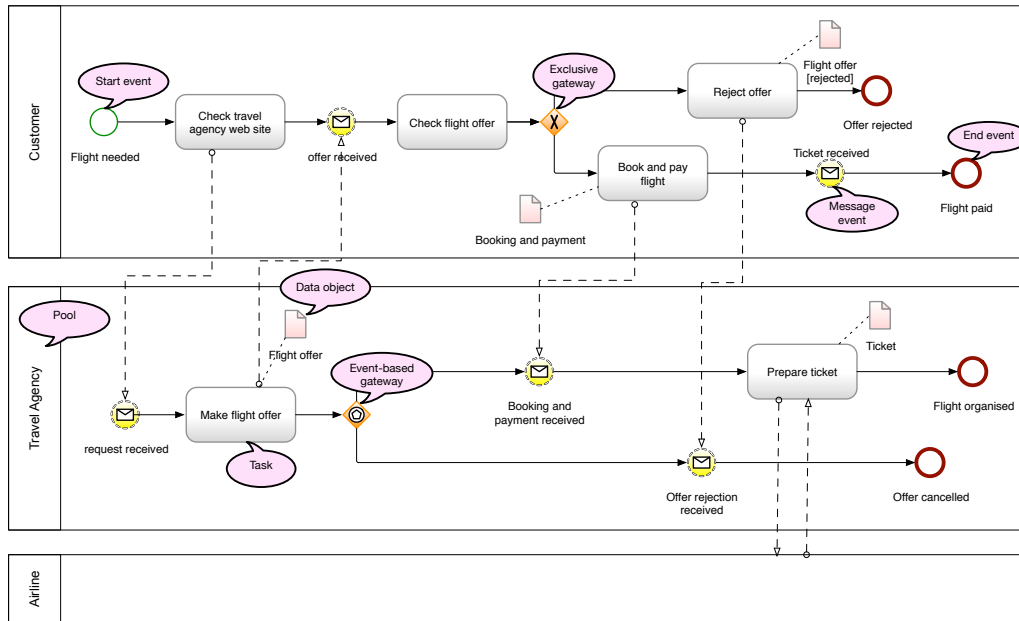 Customer
Start event
Flight needed
Check travel
agency web site
offer received
Check flight offer
Exclusive
gateway
X
Reject offer
Flight offer
[rejected]
Offer rejected
Book and pay
flight
Booking and payment
Ticket received
Message
event
End event
Flight paid
Travel Agency
Pool
request received
Make flight offer
Task
Data object
Flight offer
Event-based
gateway
Booking and
payment received
Offer rejection
received
Prepare ticket
Ticket
Flight organised
Offer cancelled
Airline